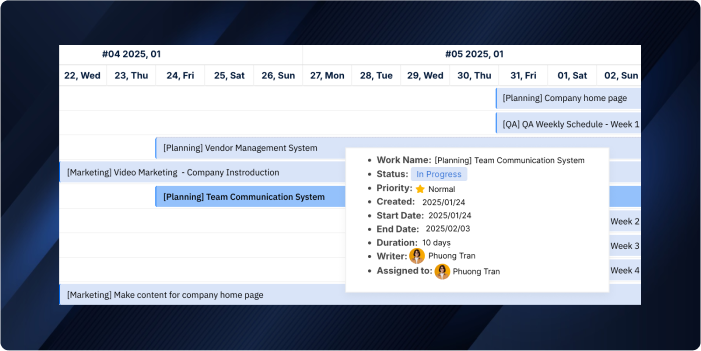 #04 2025, 01
#05 2025, 01
22, Wed
23, Thu
24, Fri
25, Sat
26, Sun
27, Mon
28, Tue
29, Wed
30, Thu
31, Fri
01, Sat
02, Sun
[Planning] Company home page
[QA] QA Weekly Schedule - Week 1
[Planning] Vendor Management System
[Marketing] Video Marketing - Company Instroduction
[Planning] Team Communication System
Work Name: [Planning] Team Communication System
Status: In Progress
Priority: Normal
Created: 2025/01/24
Start Date: 2025/01/24
End Date: 2025/02/03
Duration: 10 days
Writer: Phuong Tran
Assigned to: Phuong Tran
Week 2
Week 3
Week 4
[Marketing] Make content for company home page